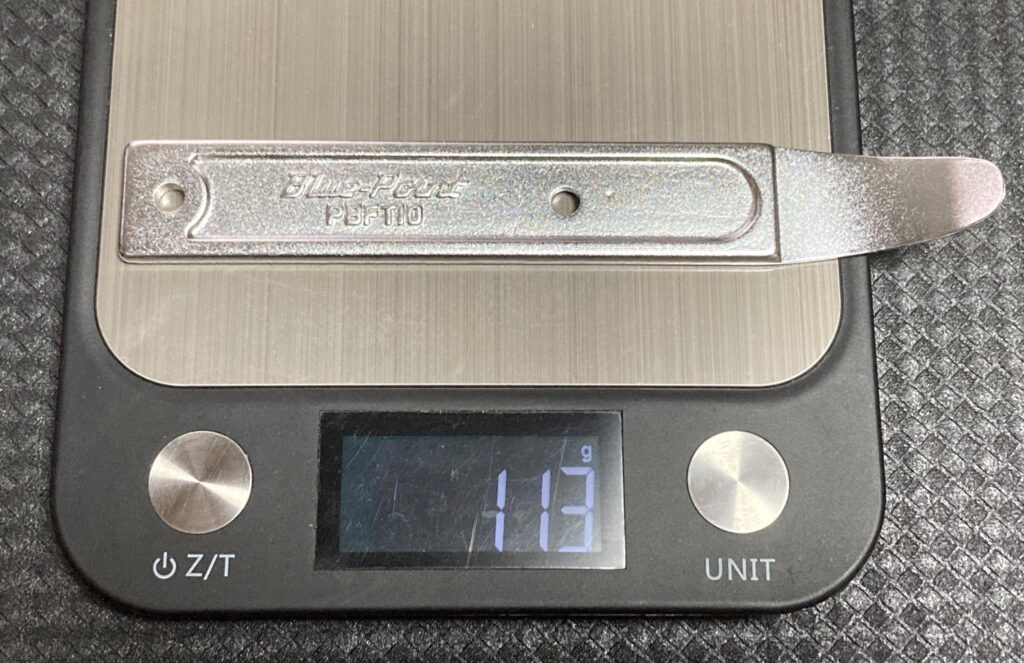 Blue-Point
PBFT10
g
113
Z/T
UNIT